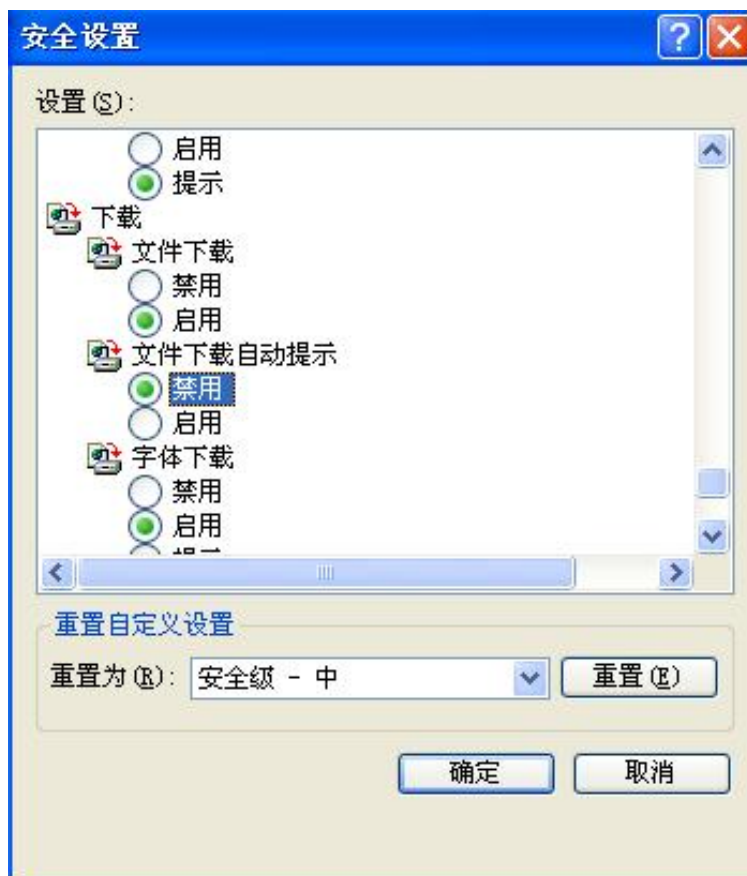 安全设置
设置(S):
启用
提示
下载
文件下载
禁用
启用
文件下载自动提示
禁用
启用
字体下载
禁用
启用
重置自定义设置
重置为(R): 安全级 - 中 重置(E)
确定 取消